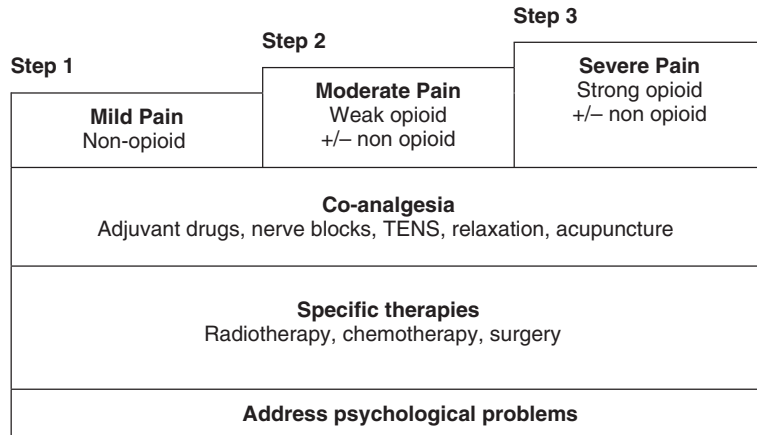 Step 1
Mild Pain
Non-opioid
Step 2
Moderate Pain
Weak opioid
+/– non opioid
Step 3
Severe Pain
Strong opioid
+/– non opioid
Co-analgesia
Adjuvant drugs, nerve blocks, TENS, relaxation, acupuncture
Specific therapies
Radiotherapy, chemotherapy, surgery
Address psychological problems